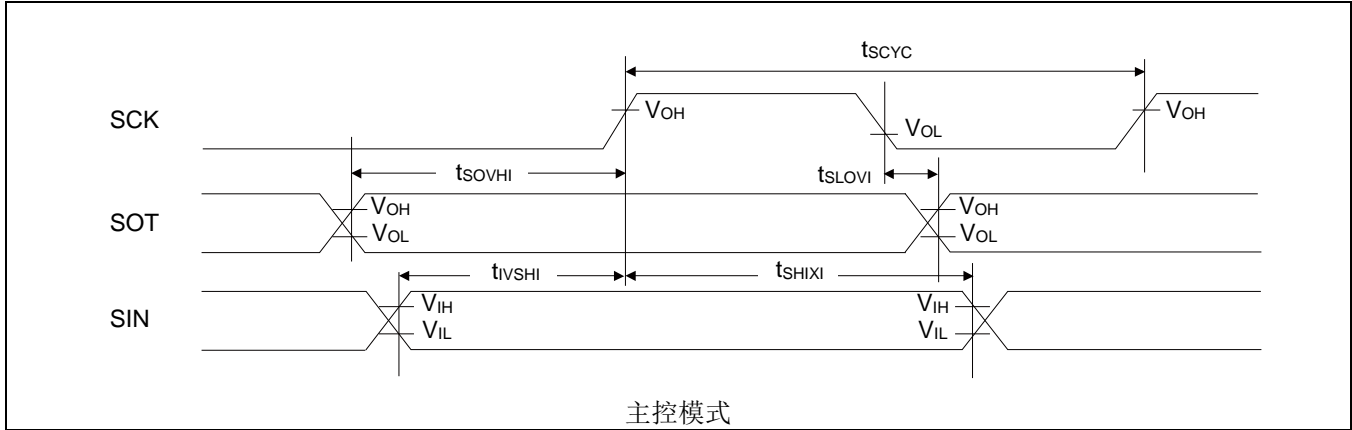 tSCYC
SCK VOH VOL VOH
tSOVHI tSLOVI
SOT VOH VOH
VOL VOL
tIVSHI tSHIXI
SIN VIH VIH
VIL VIL
主控模式